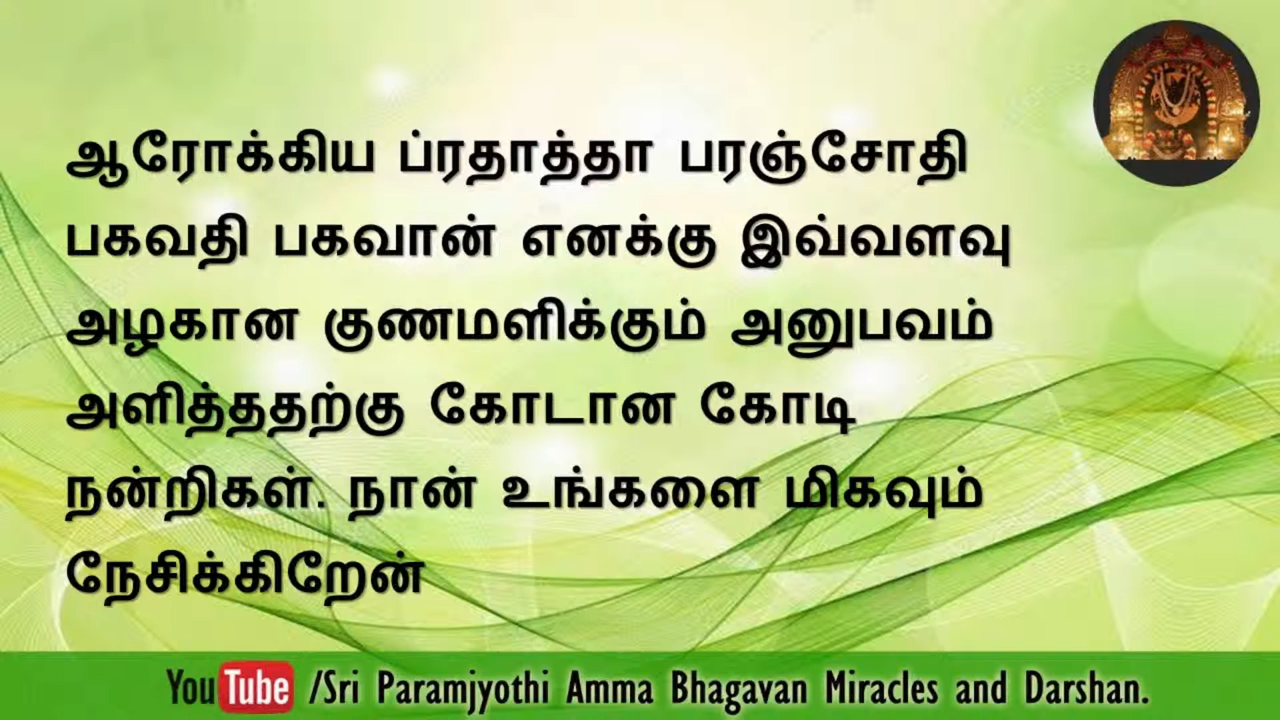 ஆரோக்கிய ப்ரதாத்தா பரஞ்சோதி
பகவதி பகவான் எனக்கு இவ்வளவு
அழகான குணமளிக்கும் அனுபவம்
அளித்ததற்கு கோடான கோடி
நன்றிகள். நான் உங்களை மிகவும்
நேசிக்கிறேன்
YouTube /Sri Paramjyothi Amma Bhagavan Miracles and Darshan.